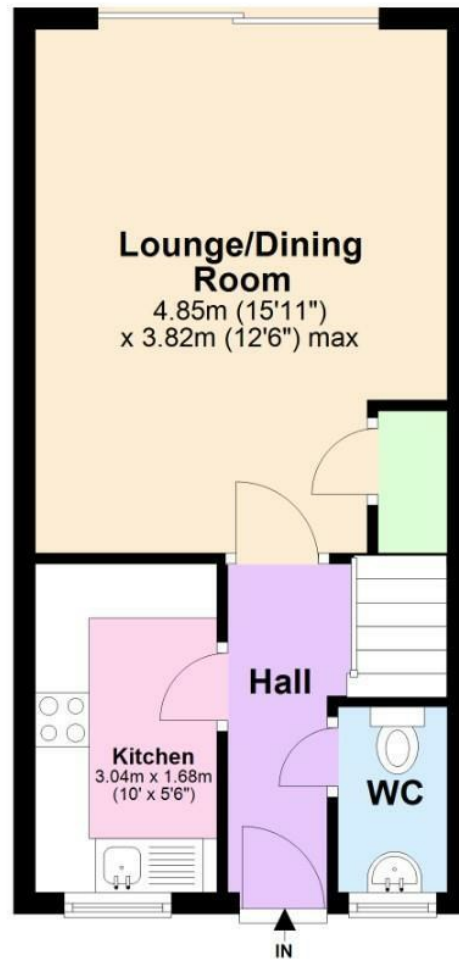 Lounge/Dining
Room
4.85m (15'11")
x 3.82m (12'6") max
Hall
Kitchen
3.04m x 1.68m
(10' x 5'6")
WC
IN